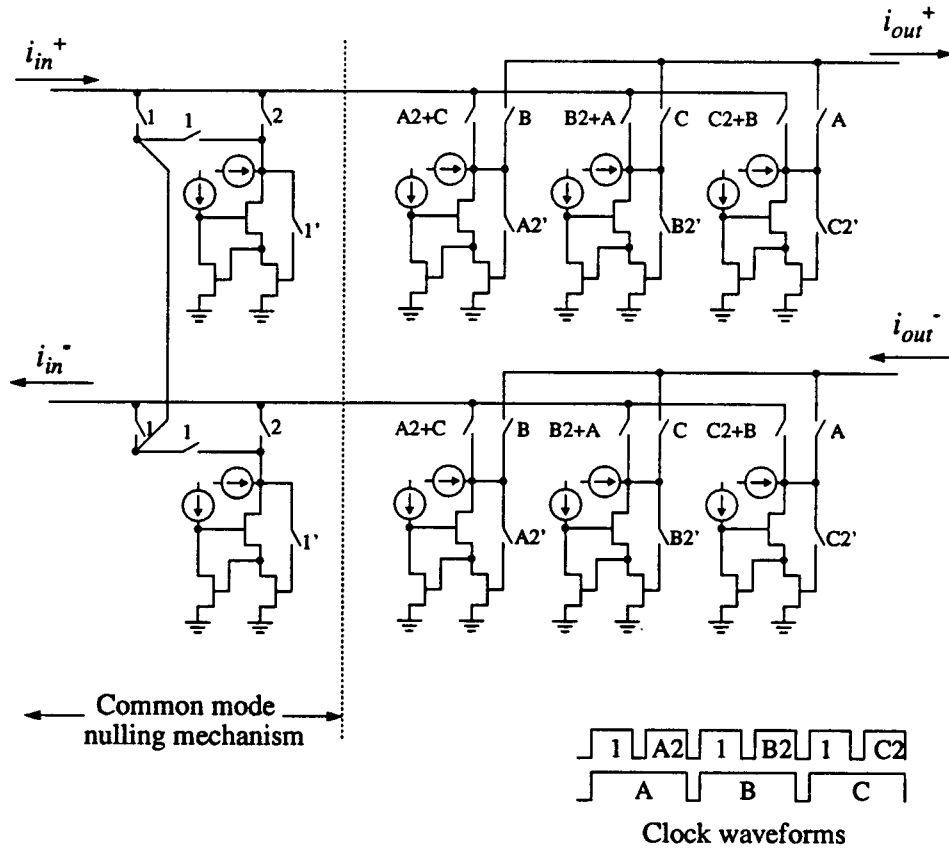 i_in^+
i_out^+
1
1
2
A2+C
B
B2+A
C
C2+B
A
1'
A2'
B2'
C2'
i_in^-
i_out^-
1
1
2
A2+C
B
B2+A
C
C2+B
A
1'
A2'
B2'
C2'
Common mode
nulling mechanism
1 A2 1 B2 1 C2
A B C
Clock waveforms